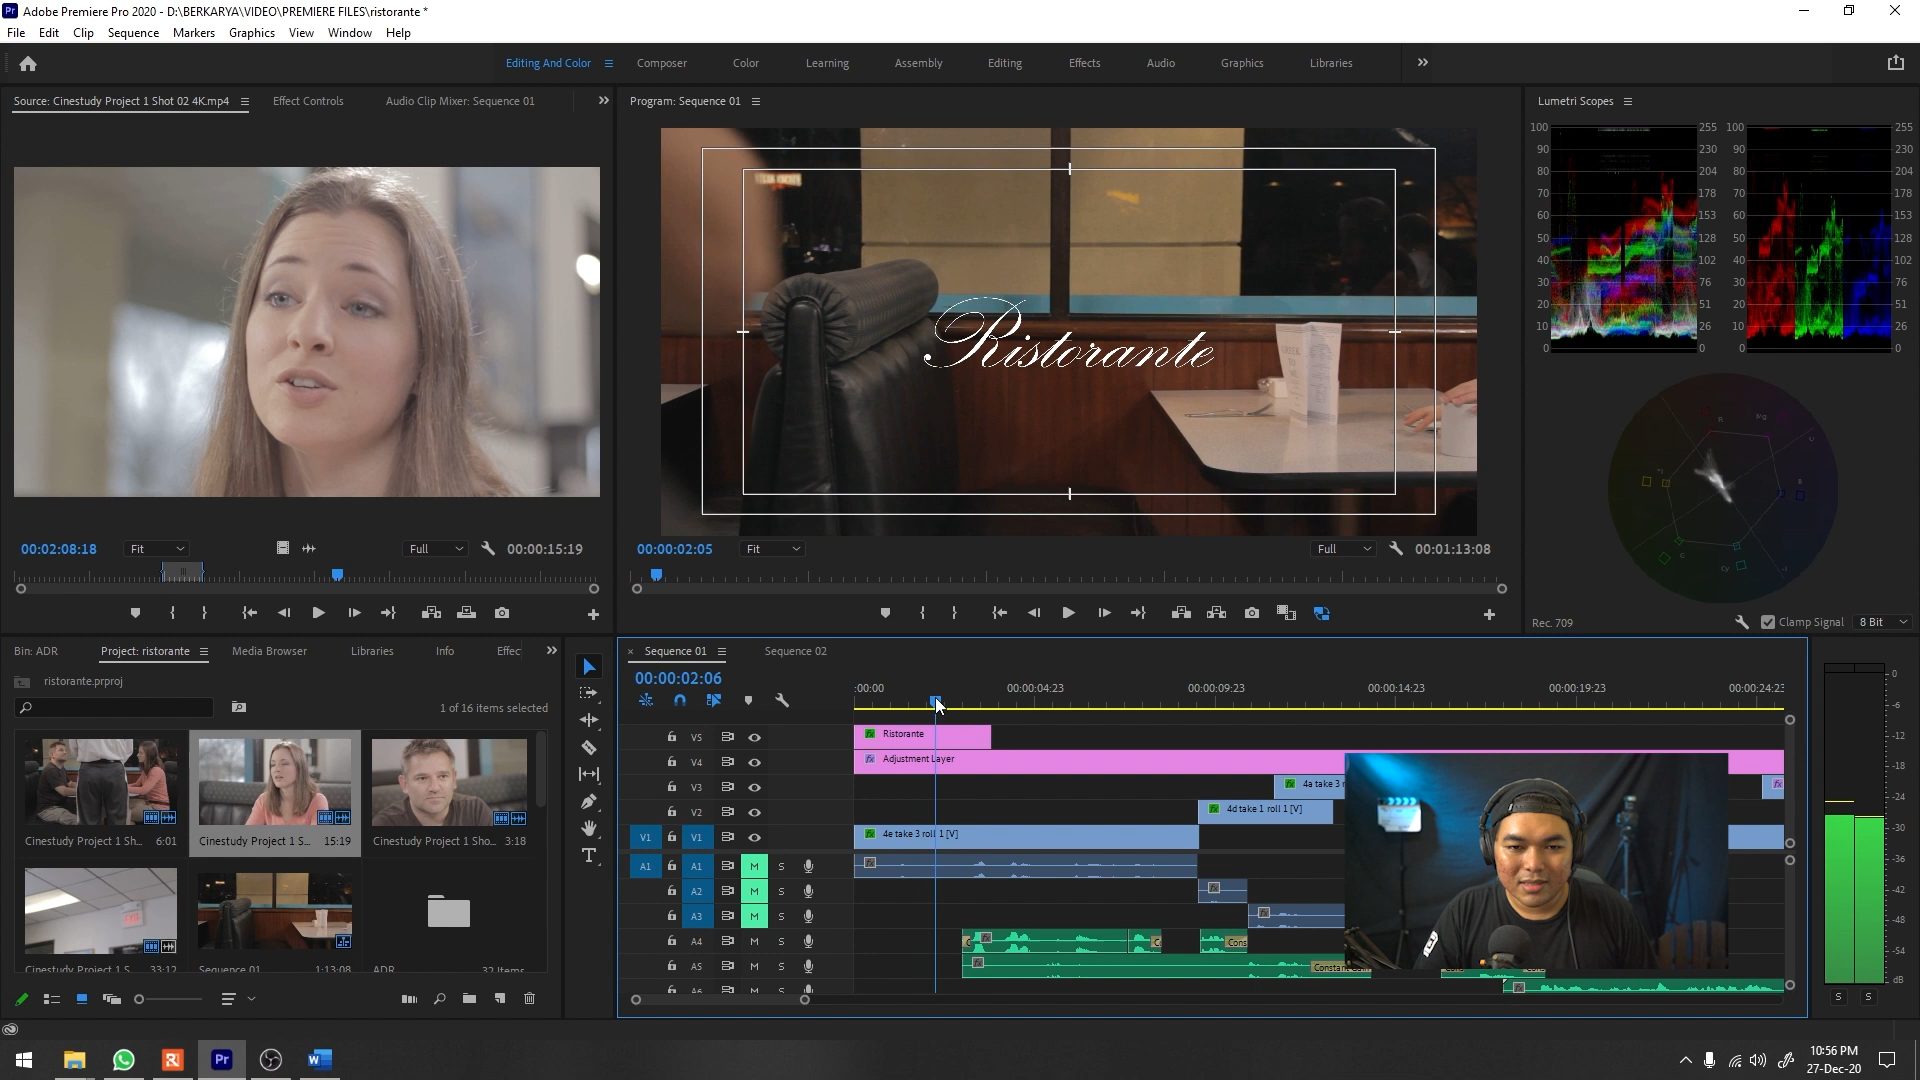 Adobe Premiere Pro 2020 - D:\BERKARYA\VIDEO\PREMIERE FILES\ristorante *
File Edit Clip Sequence Markers Graphics View Window Help
Editing And Color Composer Color Learning Assembly Editing Effects Audio Graphics Libraries
Source: Cinestudy Project 1 Shot 02 4K.mp4 Effect Controls Audio Clip Mixer: Sequence 01
Program: Sequence 01
Lumetri Scopes
100 255 100 255
90 230 90 230
80 204 80 204
70 178 70 178
60 153 60 153
50 128 50 128
40 102 40 102
30 76 30 76
20 51 20 51
10 26 10 26
0 0 0 0
Ristorante
00:02:08:18 Fit Full 00:00:15:19
00:00:02:05 Fit Full 00:01:13:08
Rec. 709 Clamp Signal 8 Bit
Bin: ADR Project: ristorante Media Browser Libraries Info Effec
ristorante.prproj
1 of 16 items selected
Cinestudy Project 1 Sh... 6:01
Cinestudy Project 1 S... 15:19
Cinestudy Project 1 Sho... 3:18
Cinestudy Project 1 S... 33:12
Sequence 01 1:13:08
ADR 32 Items
Sequence 01 Sequence 02
00:00:02:06
:00:00 00:00:04:23 00:00:09:23 00:00:14:23 00:00:19:23 00:00:24:23
V5 Ristorante
V4 Adjustment Layer
V3 4a take 3 r
V2 4d take 1 roll 1 [V]
V1 V1 4e take 3 roll 1 [V]
A1 A1 M S
A2 M S
A3 M S
A4 M S Cons
A5 M S
A6 M S
0
-6
-12
-18
-24
-30
-36
-42
-48
-54
dB
S S
Pr
10:56 PM
27-Dec-20